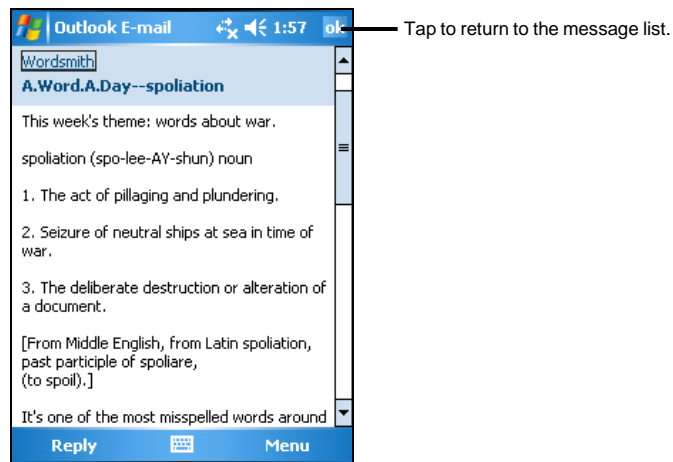 Outlook E-mail 1:57 ok
Tap to return to the message list.
Wordsmith
A.Word.A.Day--spoliation
This week's theme: words about war.
spoliation (spo-lee-AY-shun) noun
1. The act of pillaging and plundering.
2. Seizure of neutral ships at sea in time of
war.
3. The deliberate destruction or alteration of
a document.
[From Middle English, from Latin spoliation,
past participle of spoliare,
(to spoil).]
It's one of the most misspelled words around
Reply Menu